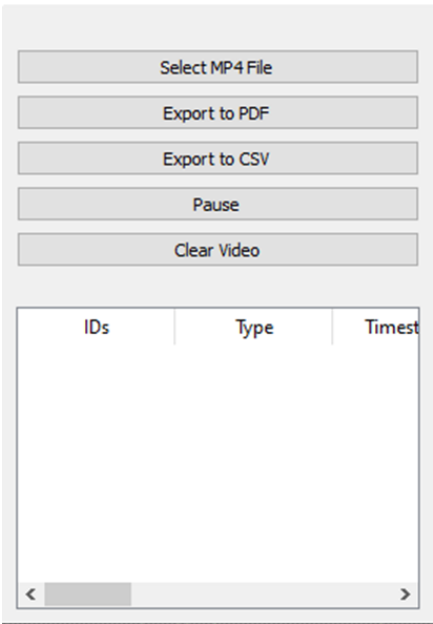 Select MP4 File
Export to PDF
Export to CSV
Pause
Clear Video
IDs Type Timest